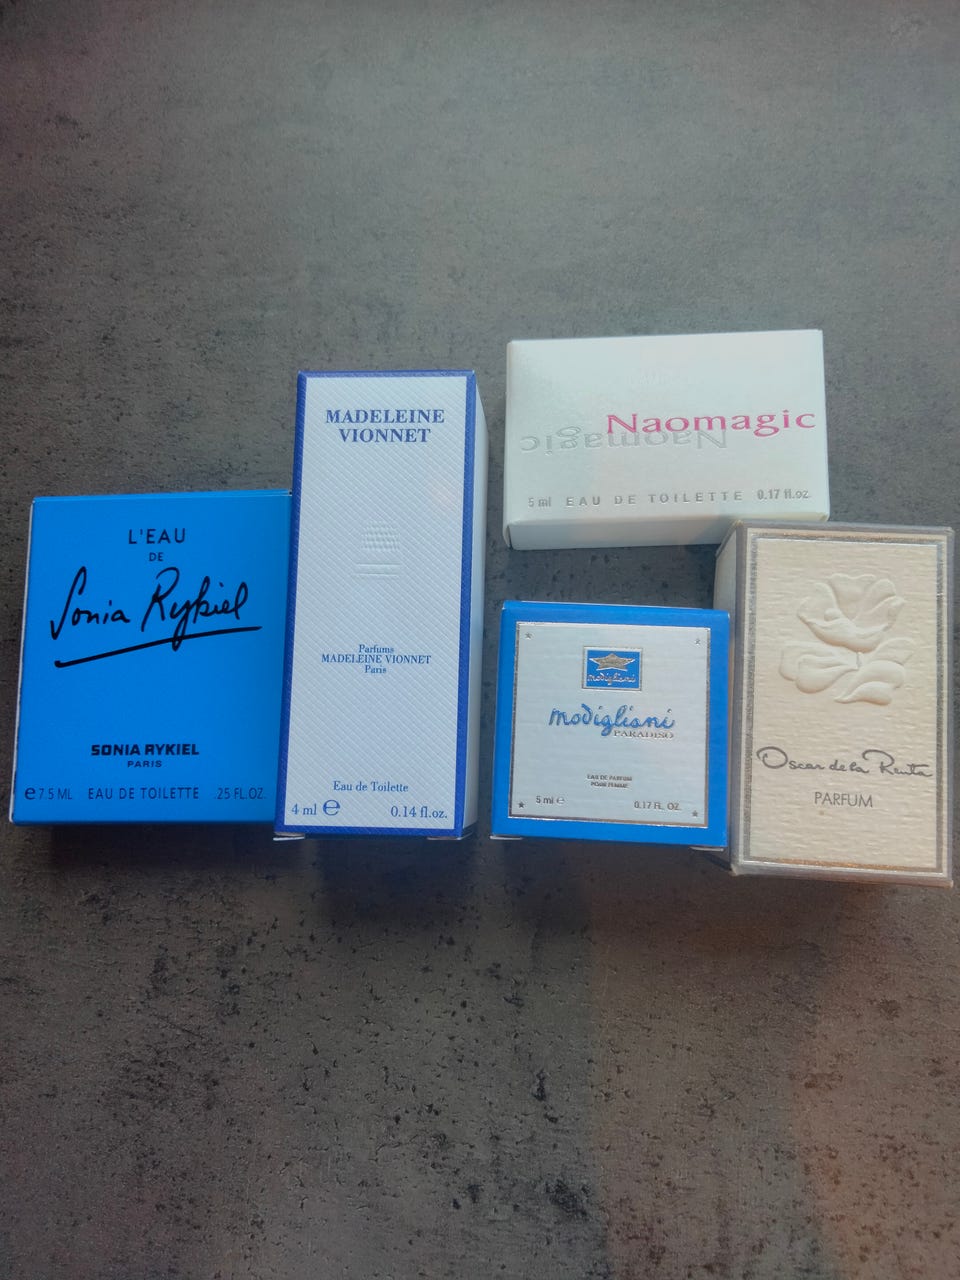 L'EAU
DE
Sonia Rykiel
SONIA RYKIEL
PARIS
e 7.5 ML EAU DE TOILETTE .25 FL.OZ.
MADELEINE
VIONNET
Parfums
MADELEINE VIONNET
Paris
Eau de Toilette
4 ml e 0.14 fl.oz.
Naomagic
Naomagic
5 ml EAU DE TOILETTE 0.17 fl.oz.
modigliani
modigliani
PARADISO
EAU DE PARFUM
POUR FEMME
5 ml e 0.17 FL. OZ.
Oscar de la Renta
PARFUM